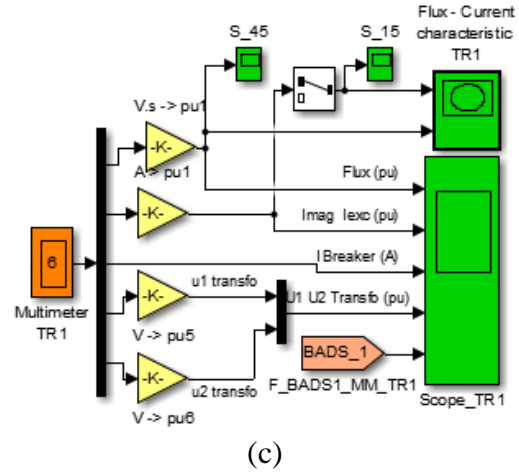 Flux - Current
characteristic
TR1
S_45
S_15
V.s -> pu1
-K-
A -> pu1
Flux (pu)
-K-
Imag Iexc (pu)
6
I Breaker (A)
Multimeter
TR1
u1 transfo
-K-
U1 U2 Transfo (pu)
V -> pu5
BADS_1
-K-
u2 transfo
F_BADS1_MM_TR1
V -> pu6
Scope_TR1
(c)